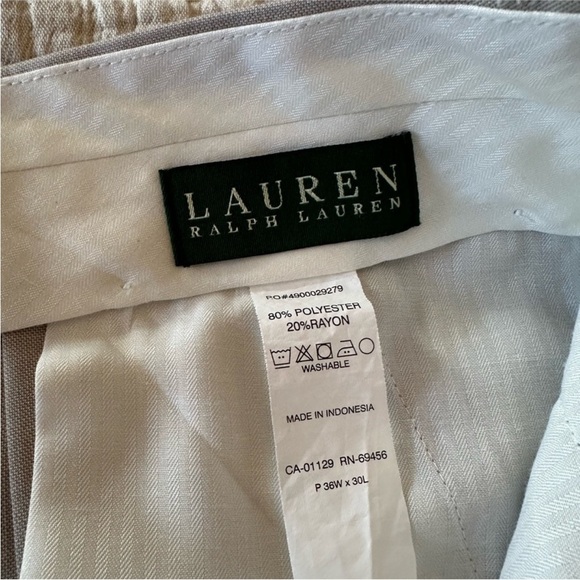 LAUREN
RALPH LAUREN
PO#4900029279
80% POLYESTER
20%RAYON
WASHABLE
MADE IN INDONESIA
CA-01129 RN-69456
P 36W x 30L